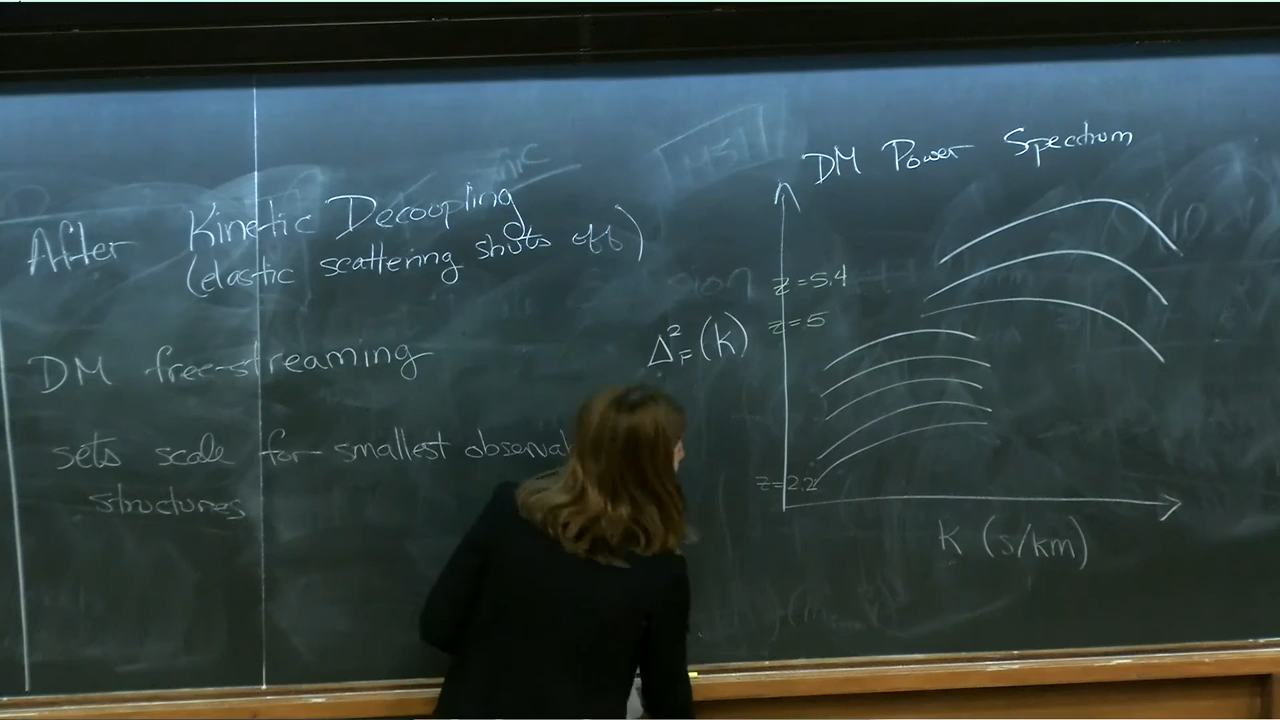 After Kinetic Decoupling
(elastic scattering shuts off)
DM free-streaming
sets scale for smallest
structures
DM Power Spectrum
z=5.4
z=5
Δ²F(k)
z=2.2
k (s/km)